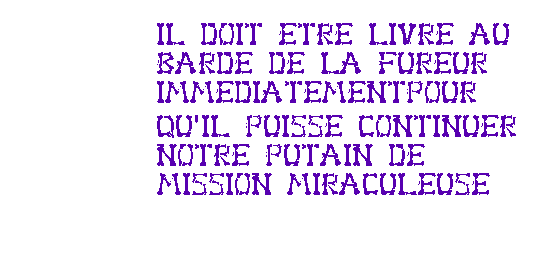 IL DOIT ETRE LIVRE AU
BARDE DE LA FUREUR
IMMEDIATEMENTPOUR
QU'IL PUISSE CONTINUER
NOTRE PUTAIN DE
MISSION MIRACULEUSE